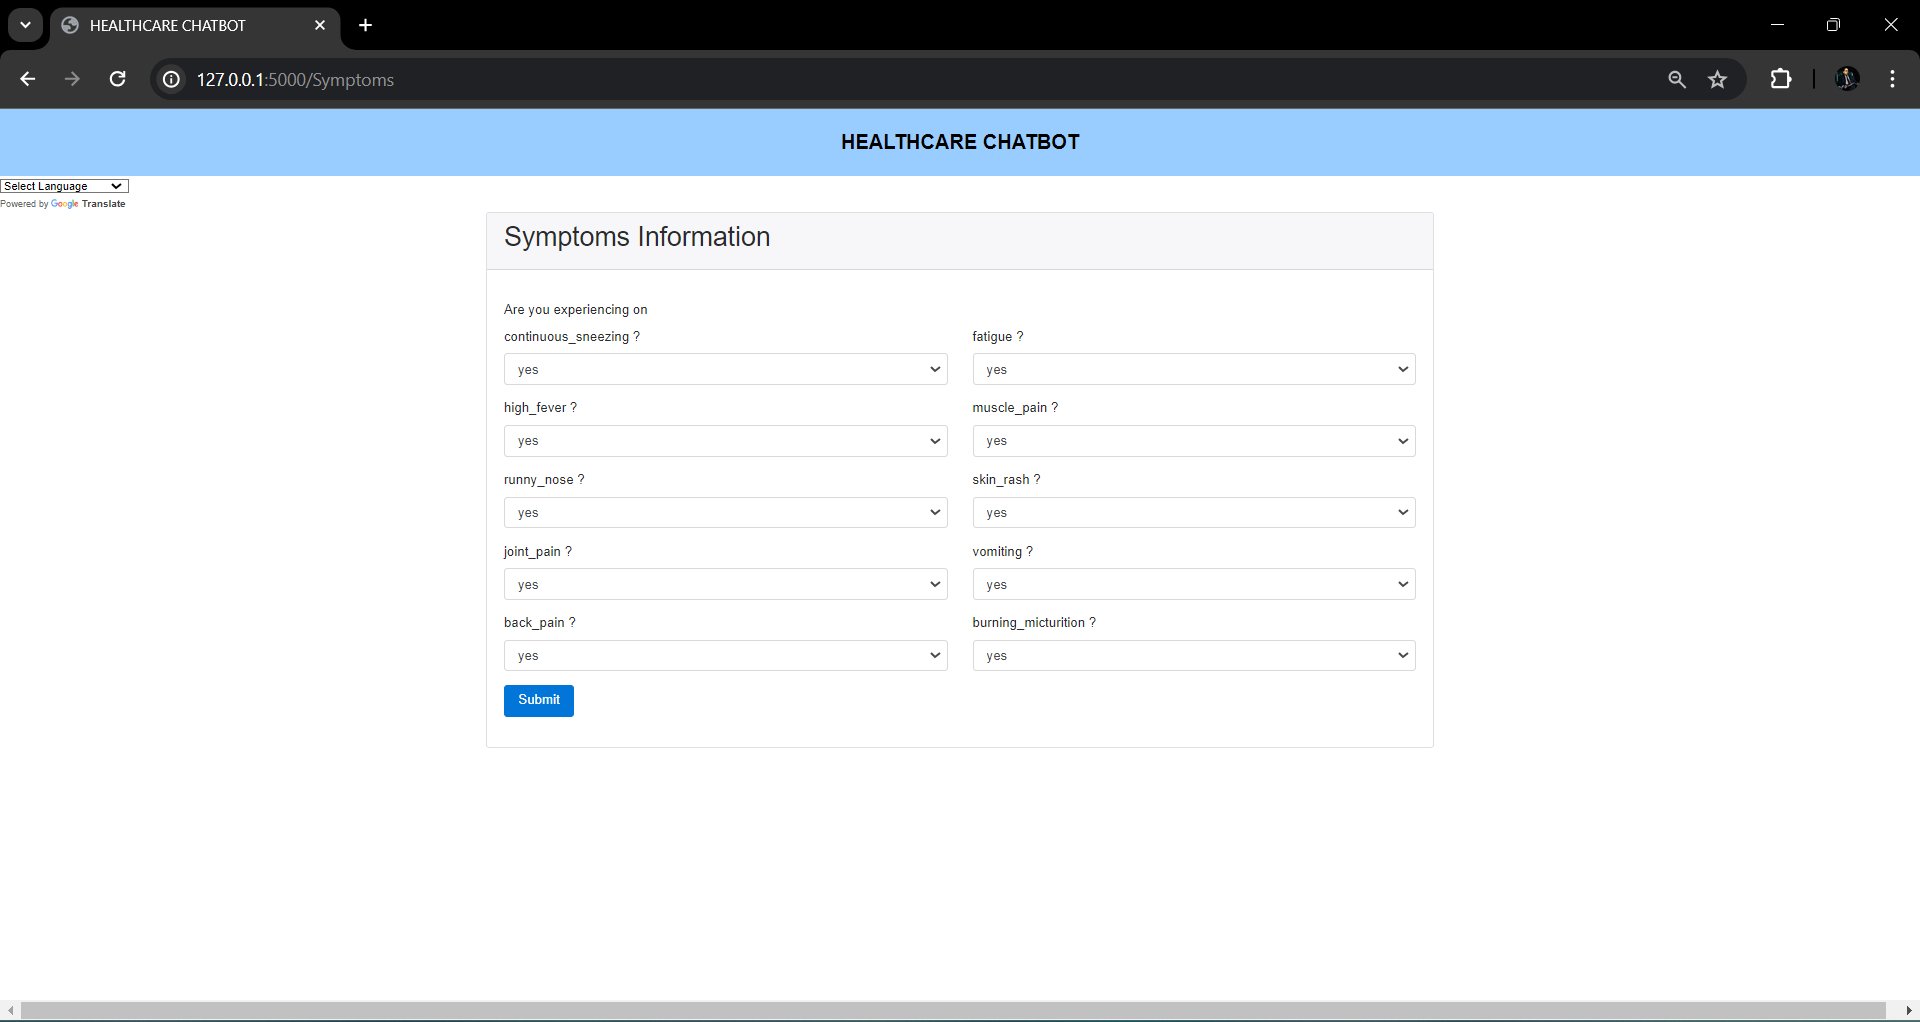 HEALTHCARE CHATBOT
127.0.0.1:5000/Symptoms
HEALTHCARE CHATBOT
Select Language
Powered by Google Translate
Symptoms Information
Are you experiencing on
continuous_sneezing ?
fatigue ?
yes
yes
high_fever ?
muscle_pain ?
yes
yes
runny_nose ?
skin_rash ?
yes
yes
joint_pain ?
vomiting ?
yes
yes
back_pain ?
burning_micturition ?
yes
yes
Submit